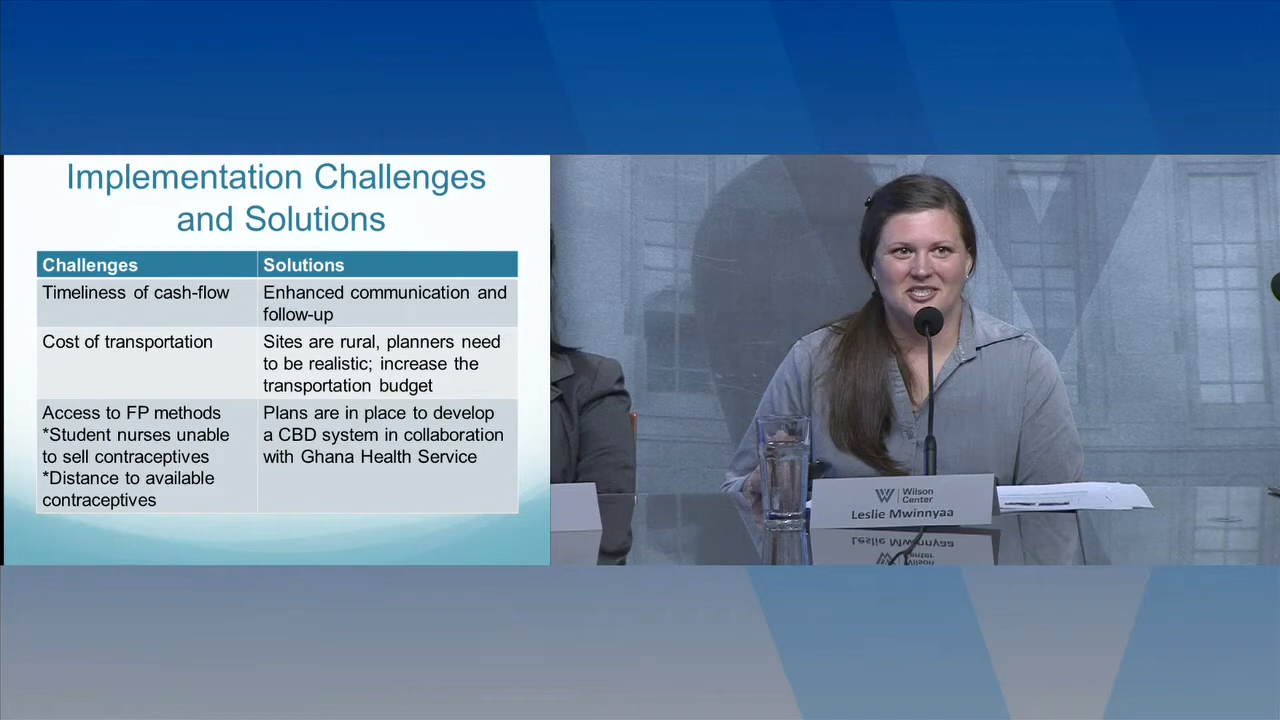 Implementation Challenges
and Solutions
Challenges
Solutions
Timeliness of cash-flow
Enhanced communication and
follow-up
Cost of transportation
Sites are rural, planners need
to be realistic; increase the
transportation budget
Access to FP methods
*Student nurses unable
to sell contraceptives
*Distance to available
contraceptives
Plans are in place to develop
a CBD system in collaboration
with Ghana Health Service
Wilson
Center
Leslie Mwinnyaa